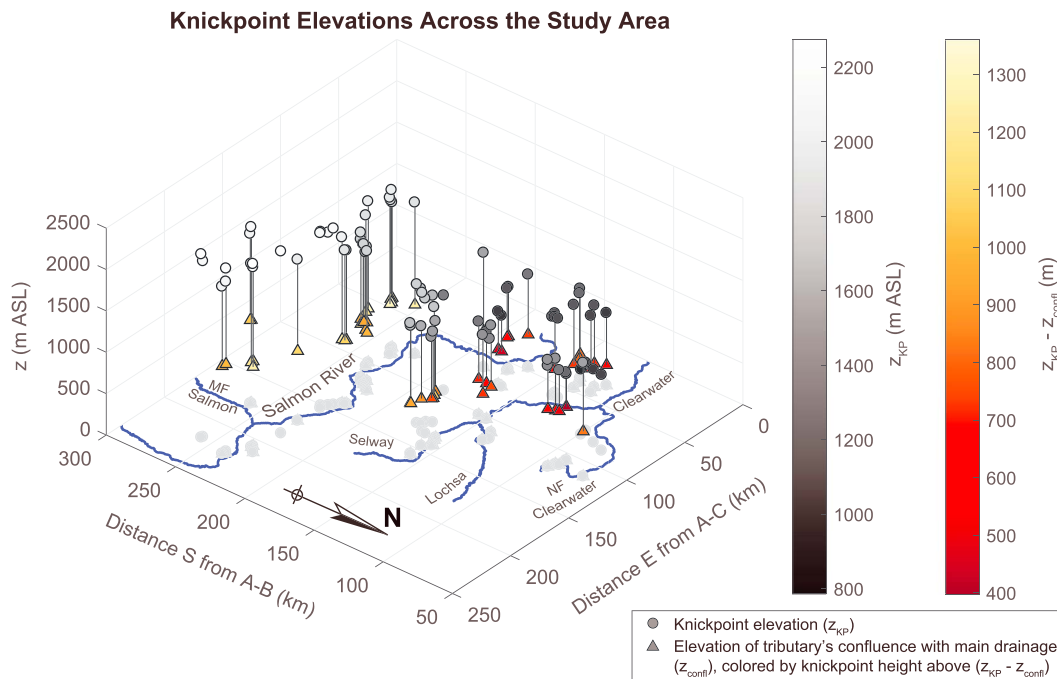 Knickpoint Elevations Across the Study Area
z (m ASL)
2500
2000
1500
1000
500
0
300
250
200
150
100
50
Distance S from A-B (km)
250
200
150
100
50
0
Distance E from A-C (km)
MF
Salmon
Salmon River
Selway
Lochsa
NF
Clearwater
Clearwater
N
2200
2000
1800
1600
1400
1200
1000
800
z_KP (m ASL)
1300
1200
1100
1000
900
800
700
600
500
400
z_KP - z_confl (m)
Knickpoint elevation (z_KP)
Elevation of tributary's confluence with main drainage
(z_confl), colored by knickpoint height above (z_KP - z_confl)